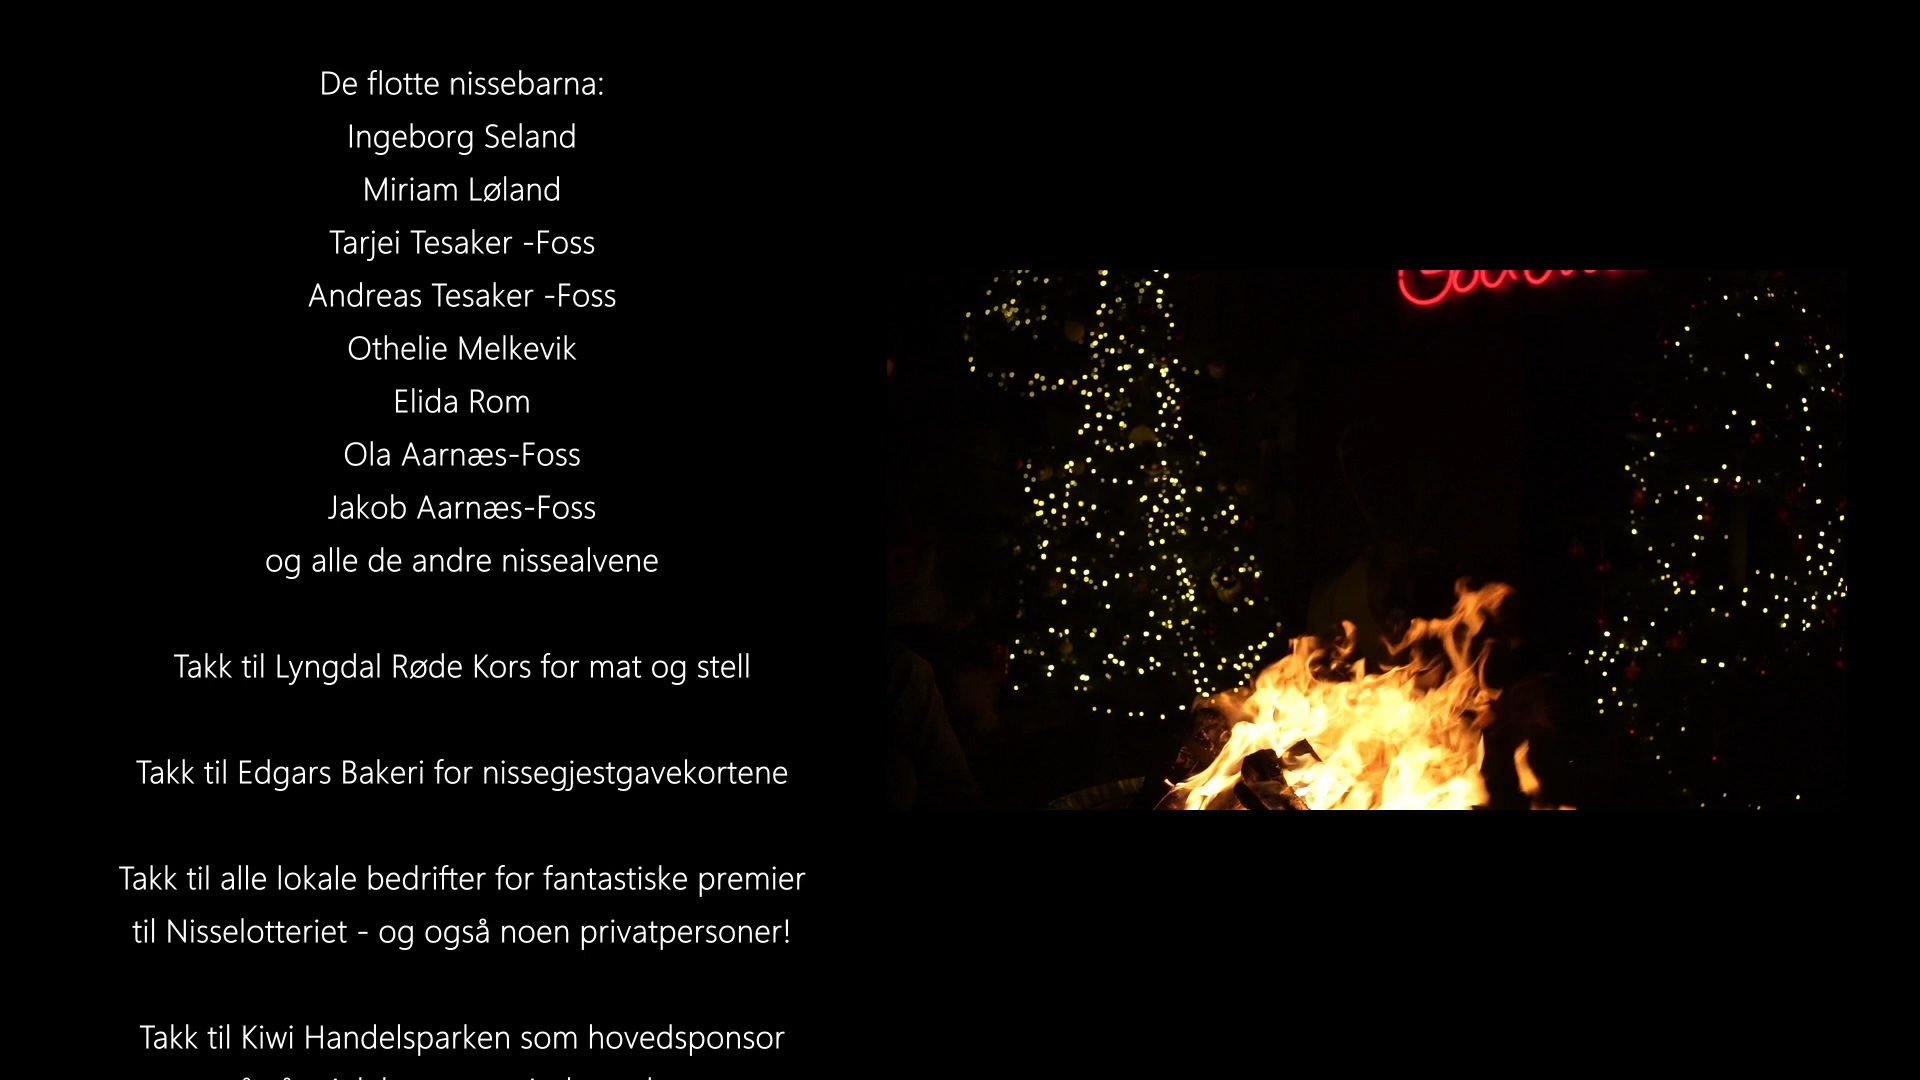 De flotte nissebarna:
Ingeborg Seland
Miriam Løland
Tarjei Tesaker -Foss
Andreas Tesaker -Foss
Othelie Melkevik
Elida Rom
Ola Aarnæs-Foss
Jakob Aarnæs-Foss
og alle de andre nissealvene
Takk til Lyngdal Røde Kors for mat og stell
Takk til Edgars Bakeri for nissegjestgavekortene
Takk til alle lokale bedrifter for fantastiske premier
til Nisselotteriet - og også noen privatpersoner!
Takk til Kiwi Handelsparken som hovedsponsor